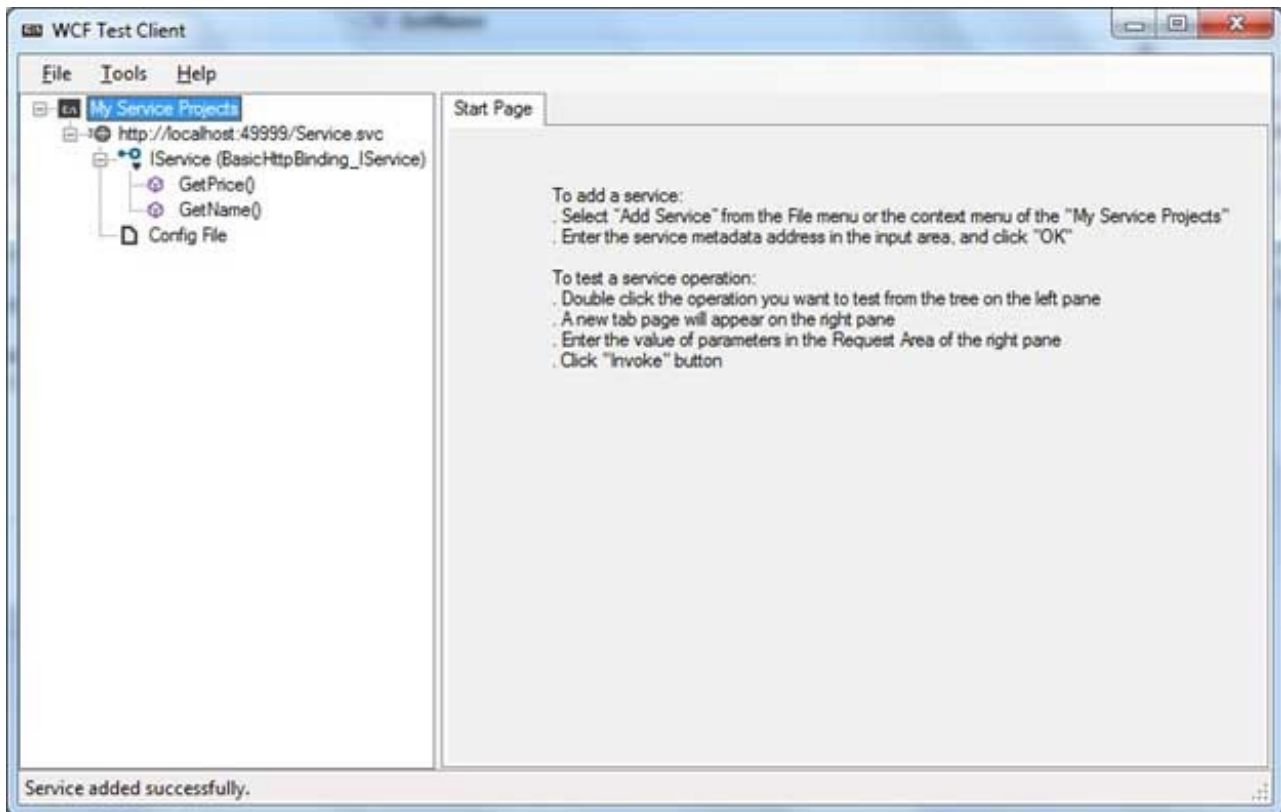 WCF Test Client
File Tools Help
My Service Projects
http://localhost:49999/Service.svc
IService (BasicHttpBinding_IService)
GetPrice()
GetName()
Config File
Start Page
To add a service:
. Select "Add Service" from the File menu or the context menu of the "My Service Projects"
. Enter the service metadata address in the input area, and click "OK"
To test a service operation:
. Double click the operation you want to test from the tree on the left pane
. A new tab page will appear on the right pane
. Enter the value of parameters in the Request Area of the right pane
. Click "Invoke" button
Service added successfully.